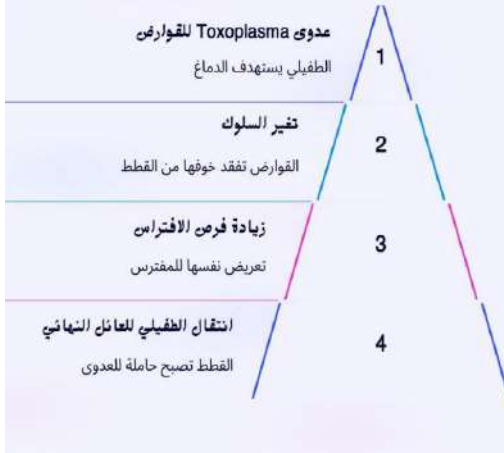 عدوى Toxoplasma للقوارض
الطفيلي يستهدف الدماغ
1
تغير السلوك
القوارض تفقد خوفها من القطط
2
زيادة فرص الافتراس
تعريض نفسها للمفترس
3
انتقال الطفيلي للعائل النهائي
القطط تصبح حاملة للعدوى
4